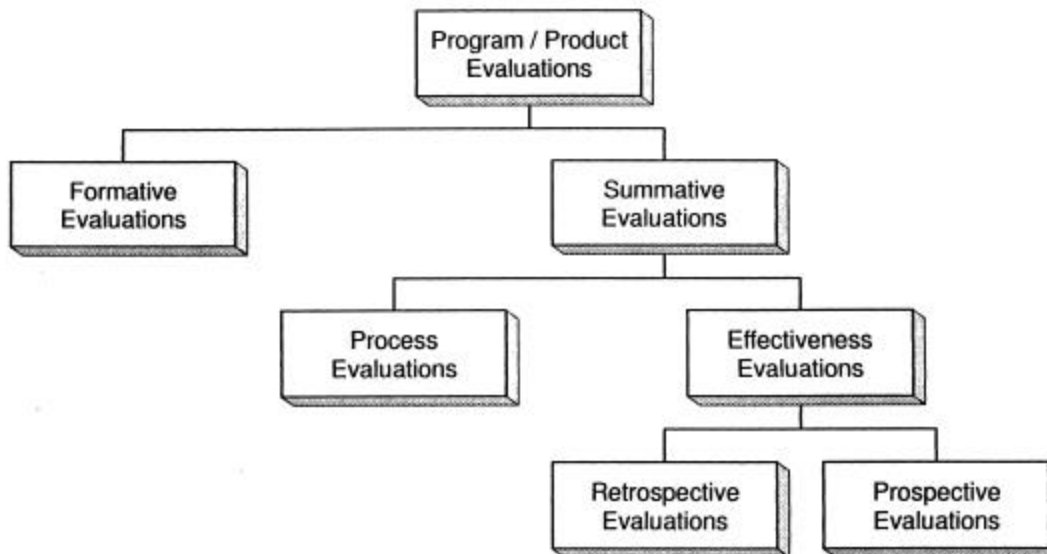 Program / Product
Evaluations
Formative
Evaluations
Summative
Evaluations
Process
Evaluations
Effectiveness
Evaluations
Retrospective
Evaluations
Prospective
Evaluations